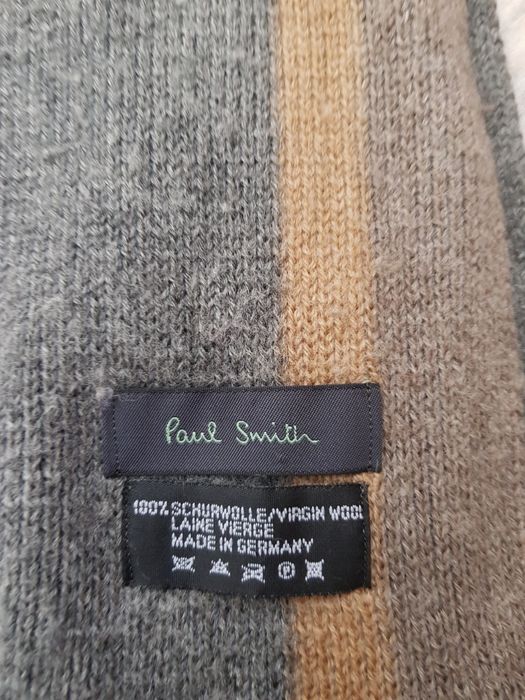 Paul Smith
100% SCHURWOLLE/VIRGIN WOOL
LAINE VIERGE
MADE IN GERMANY
P